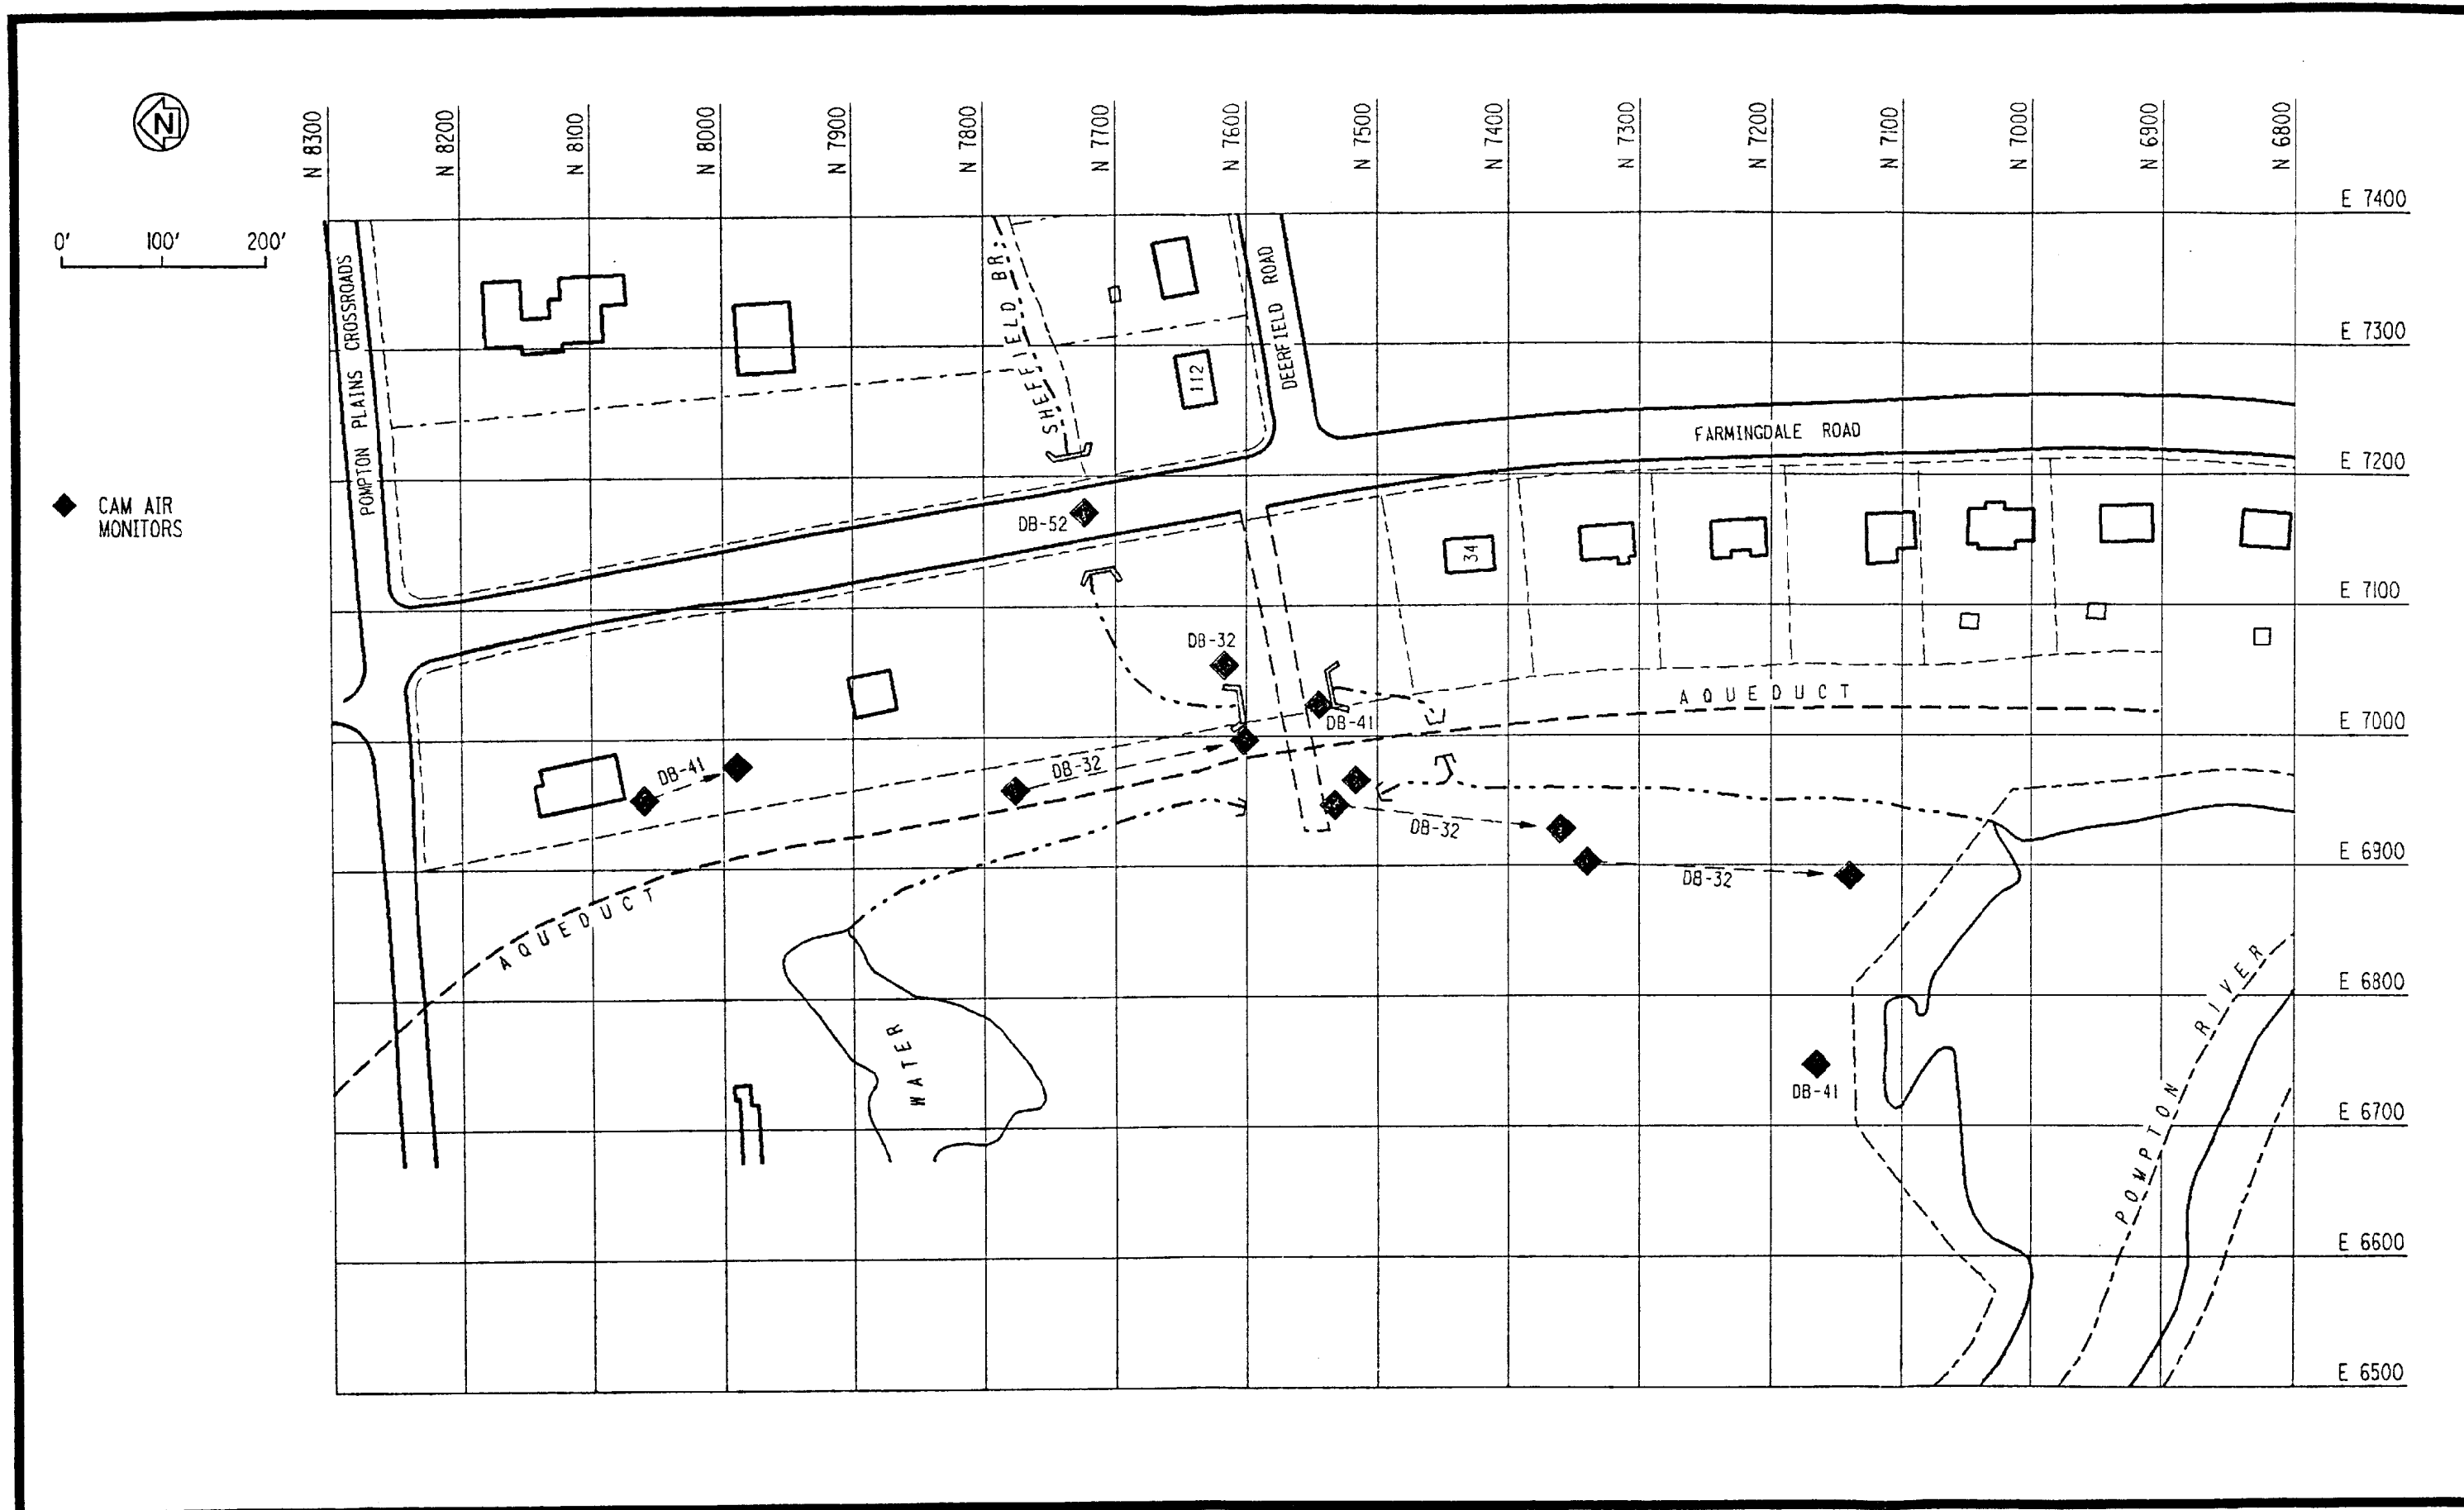 N
N 8300
N 8200
N 8100
N 8000
N 7900
N 7800
N 7700
N 7600
N 7500
N 7400
N 7300
N 7200
N 7100
N 7000
N 6900
N 6800
E 7400
0' 100' 200'
POMPTON PLAINS CROSSROADS
SHEFFIELD BR.
DEERFIELD ROAD
E 7300
112
FARMINGDALE ROAD
E 7200
CAM AIR
MONITORS
DB-52
34
E 7100
DB-32
AQUEDUCT
DB-41
E 7000
DB-41
DB-32
DB-32
E 6900
DB-32
AQUEDUCT
E 6800
WATER
POMPTON RIVER
DB-41
E 6700
E 6600
E 6500